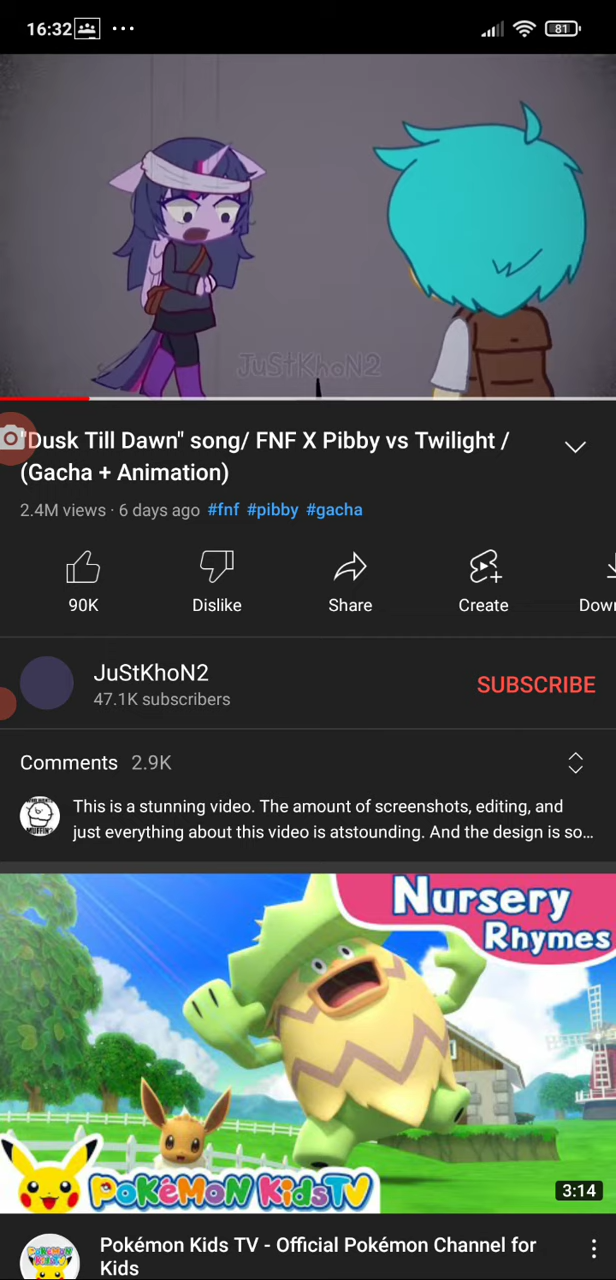 16:32
81
JuStKhoN2
"Dusk Till Dawn" song/ FNF X Pibby vs Twilight /
(Gacha + Animation)
2.4M views · 6 days ago #fnf #pibby #gacha
90K
Dislike
Share
Create
Down
JuStKhoN2
47.1K subscribers
SUBSCRIBE
Comments 2.9K
This is a stunning video. The amount of screenshots, editing, and
just everything about this video is atstounding. And the design is so...
MUFFIN?
Nursery
Rhymes
POKéMON KidsTV
3:14
Pokémon Kids TV - Official Pokémon Channel for
Kids